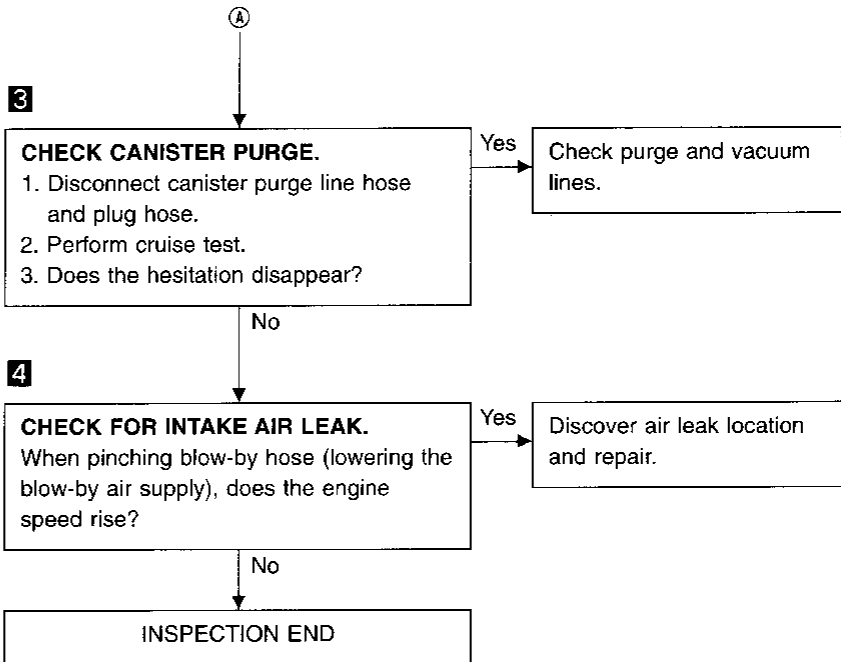 A
3
CHECK CANISTER PURGE.
1. Disconnect canister purge line hose
and plug hose.
2. Perform cruise test.
3. Does the hesitation disappear?
Yes
Check purge and vacuum
lines.
No
4
CHECK FOR INTAKE AIR LEAK.
When pinching blow-by hose (lowering the
blow-by air supply), does the engine
speed rise?
Yes
Discover air leak location
and repair.
No
INSPECTION END